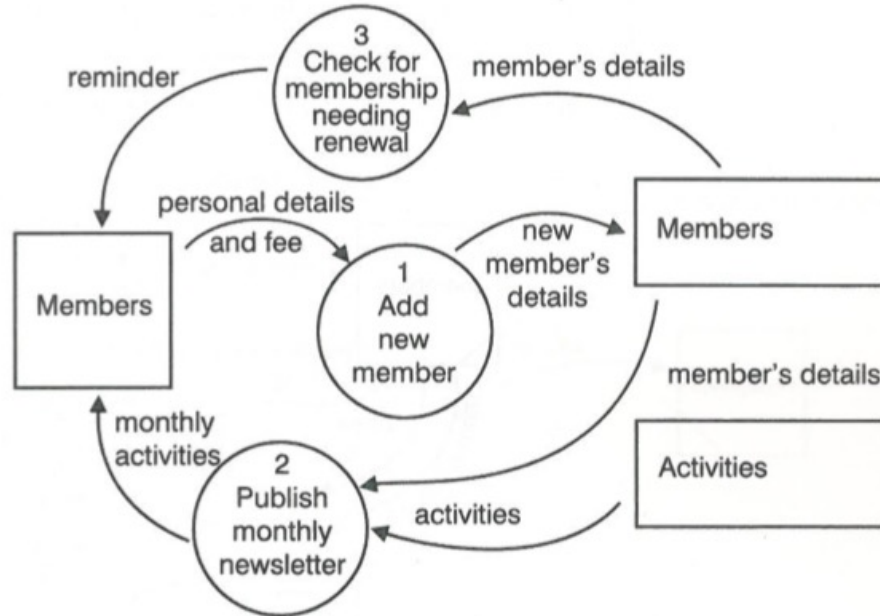 3
Check for
membership
needing
renewal
reminder
member's details
personal details
and fee
Members
1
Add
new
member
new
member's
details
Members
monthly
activities
2
Publish
monthly
newsletter
member's details
activities
Activities